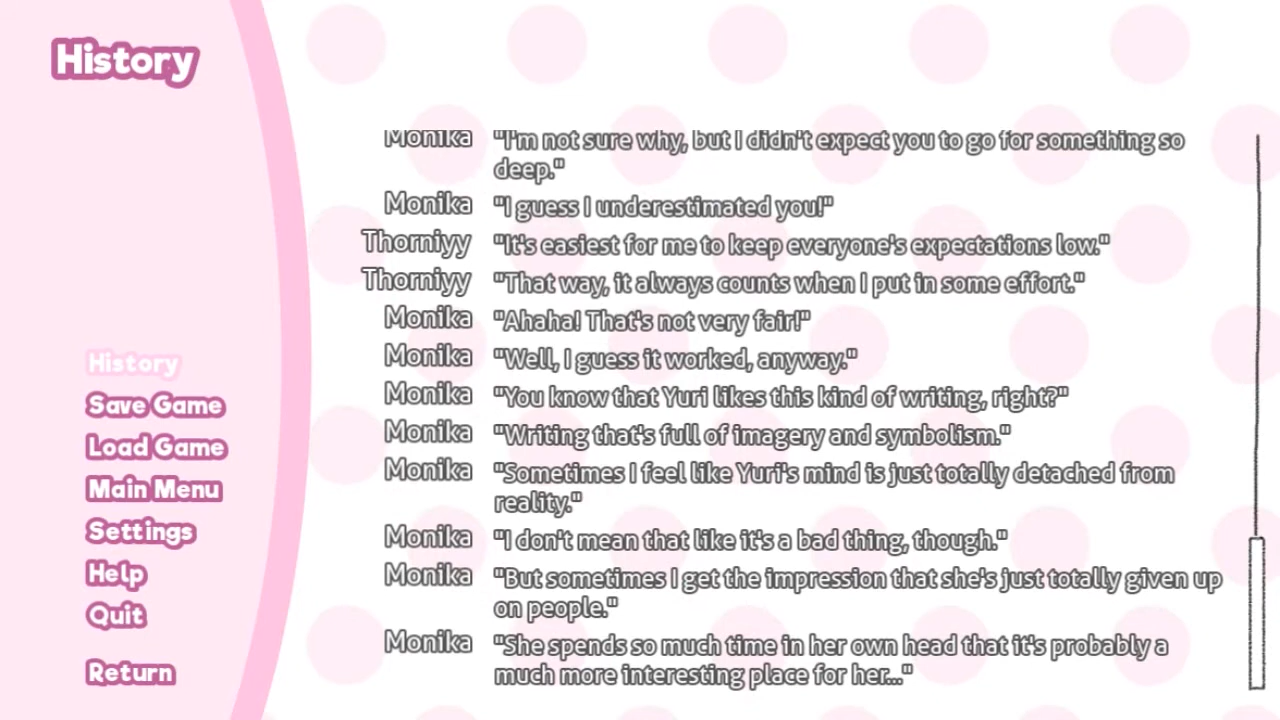 History
Monika "I'm not sure why, but I didn't expect you to go for something so
deep."
Monika "I guess I underestimated you!"
Thorniyy "It's easiest for me to keep everyone's expectations low."
Thorniyy "That way, it always counts when I put in some effort."
Monika "Ahaha! That's not very fair!"
Monika "Well, I guess it worked, anyway."
Monika "You know that Yuri likes this kind of writing, right?"
Monika "Writing that's full of imagery and symbolism."
Monika "Sometimes I feel like Yuri's mind is just totally detached from
reality."
Monika "I don't mean that like it's a bad thing, though."
Monika "But sometimes I get the impression that she's just totally given up
on people."
Monika "She spends so much time in her own head that it's probably a
much more interesting place for her..."
History
Save Game
Load Game
Main Menu
Settings
Help
Quit
Return